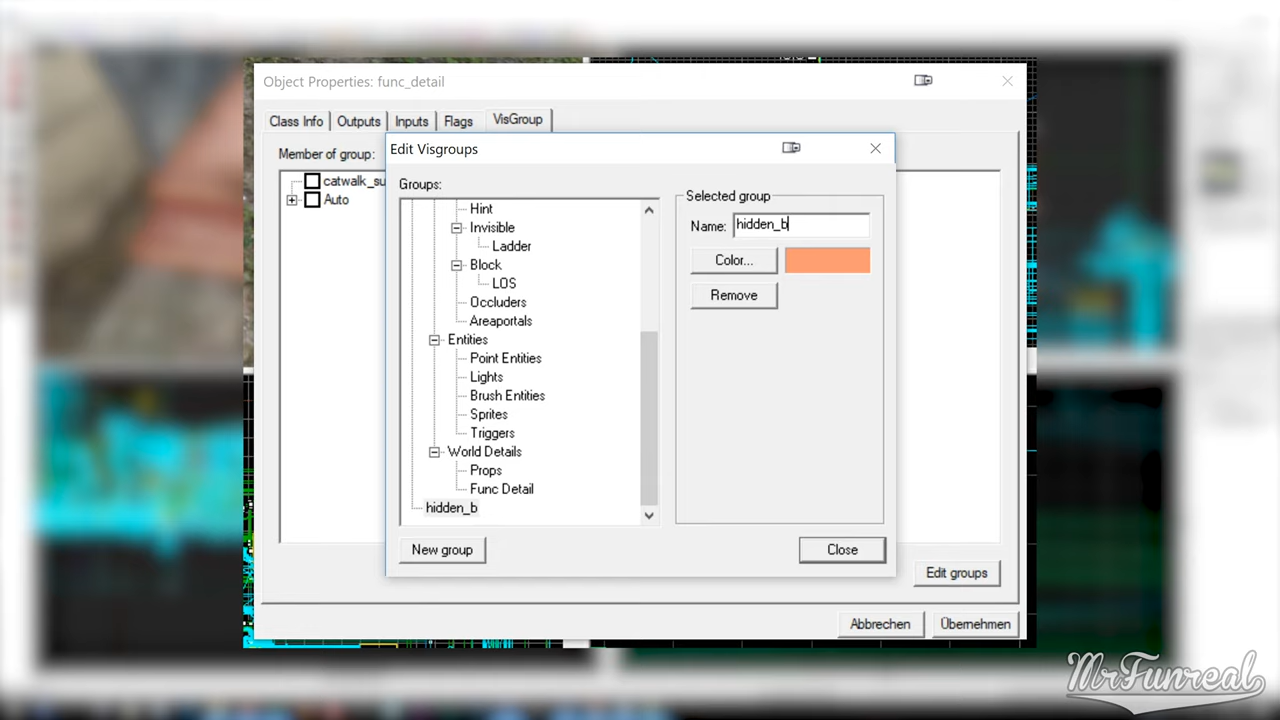 Object Properties: func_detail
Class Info
Outputs
Inputs
Flags
VisGroup
Member of group:
catwalk_su
Auto
Edit Visgroups
Groups:
Hint
Invisible
Ladder
Block
LOS
Occluders
Areaportals
Entities
Point Entities
Lights
Brush Entities
Sprites
Triggers
World Details
Props
Func Detail
hidden_b
New group
Selected group
Name: hidden_b
Color...
Remove
Close
Edit groups
Abbrechen
Übernehmen
MrFunreal